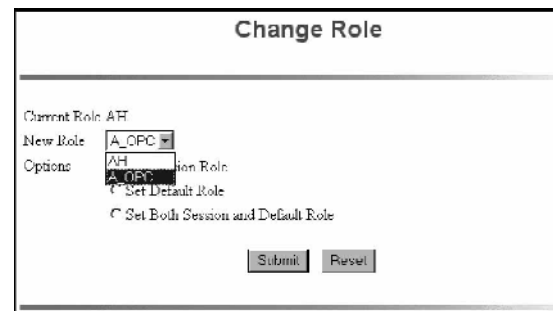 Change Role
Current Role AH
New Role A_OPC
AH
A_OPC
Options Role
Set Default Role
Set Both Session and Default Role
Submit Reset